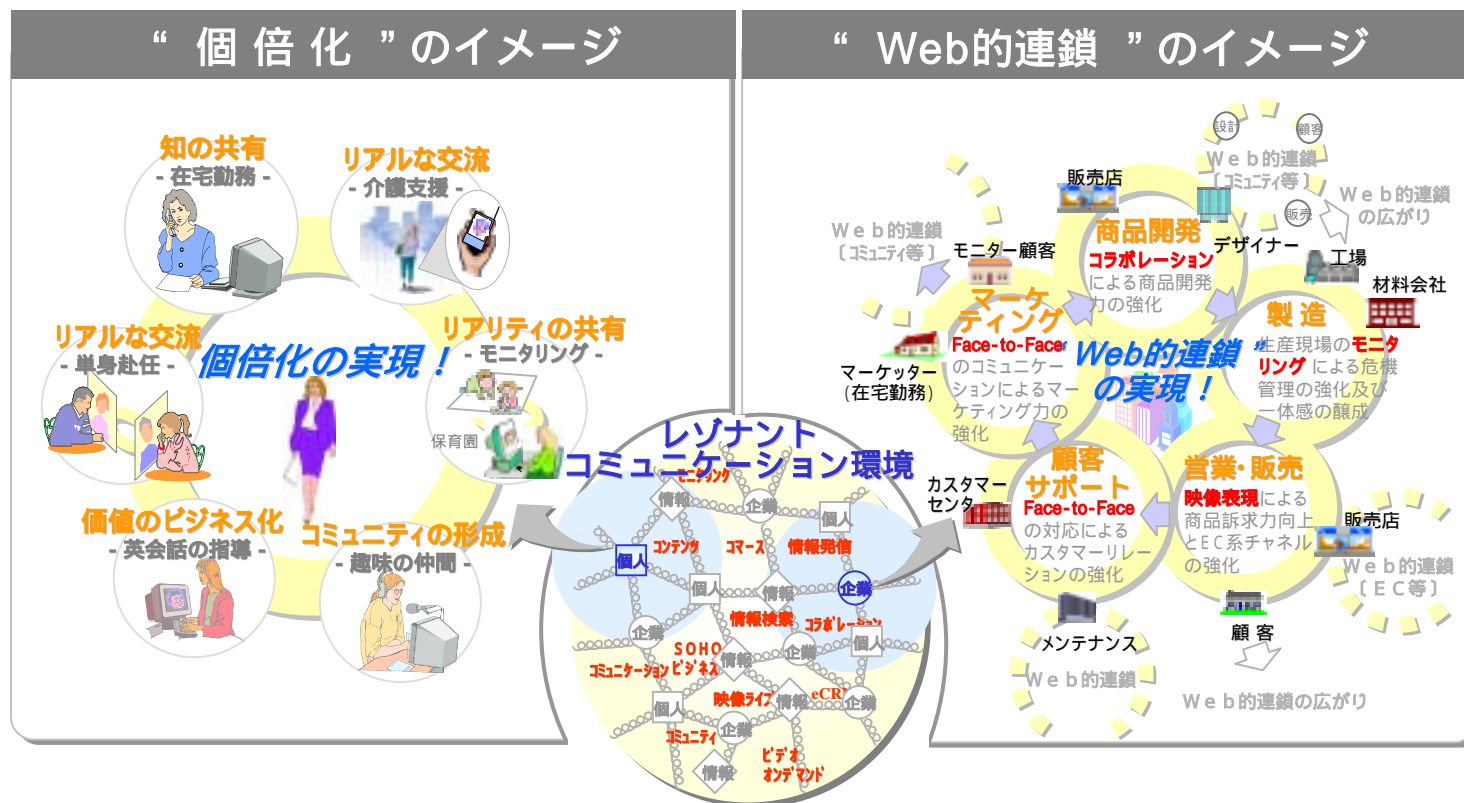 “ 個 倍 化 ”のイメージ
知の共有
- 在宅勤務 -
リアルな交流
- 介護支援 -
リアルな交流
- 単身赴任 -
個倍化の実現！
リアリティの共有
- モニタリング -
保育園
価値のビジネス化
- 英会話の指導 -
コミュニティの形成
- 趣味の仲間 -
レゾナント
コミュニケーション環境
モニタリング
情報
企業
個人
個人
コンテンツ
コマース
情報発信
個人
情報
企業
情報検索
コラボレーション
企業
個人
企業
SOHO
ビジネス
コミュニケーション
情報
個人
映像ライブ
情報
eCR
企業
コミュニティ
企業
ビデオ
オンデマンド
情報
“ Web的連鎖 ”のイメージ
設計
顧客
Web的連鎖
〔コミュニティ等〕
販売
Web的連鎖
の広がり
販売店
Web的連鎖
〔コミュニティ等〕
モニター顧客
商品開発
コラボレーション
による商品開発
力の強化
デザイナー
工場
材料会社
マーケ
ティング
Face-to-Face
のコミュニケー
ションによるマー
ケティング力の
強化
マーケッター
(在宅勤務)
Web的連鎖”
の実現！
製 造
生産現場のモニタ
リング による危機
管理の強化及び
一体感の醸成
カスタマー
センタ
顧客
サポート
Face-to-Face
の対応による
カスタマーリレー
ションの強化
営業・販売
映像表現による
商品訴求力向上
とEC系チャネル
の強化
販売店
Web的連鎖
〔EC等〕
メンテナンス
顧 客
Web的連鎖
Web的連鎖の広がり